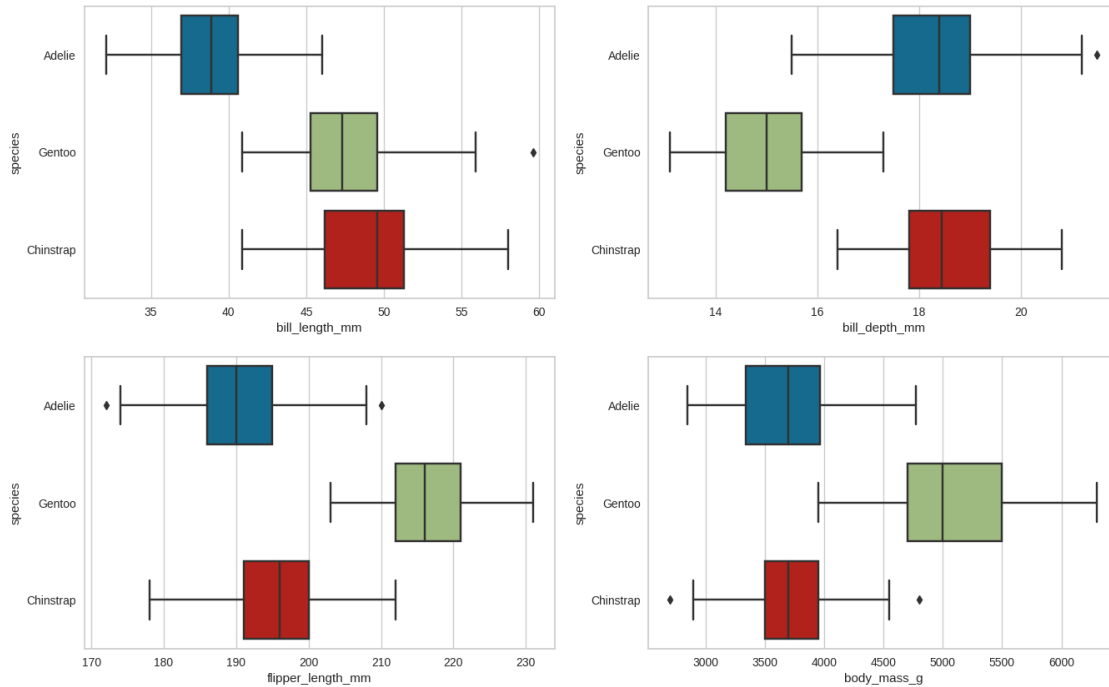 Adelie
Gentoo
Chinstrap
species
35 40 45 50 55 60
bill_length_mm
Adelie
Gentoo
Chinstrap
species
14 16 18 20
bill_depth_mm
Adelie
Gentoo
Chinstrap
species
170 180 190 200 210 220 230
flipper_length_mm
Adelie
Gentoo
Chinstrap
species
3000 3500 4000 4500 5000 5500 6000
body_mass_g